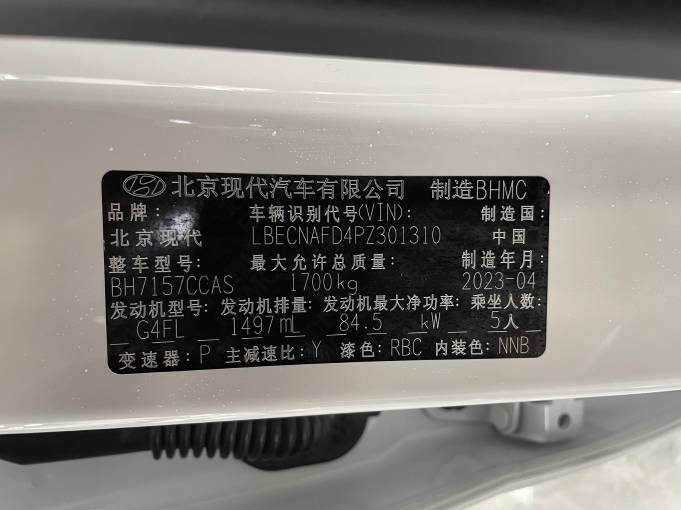 北京现代汽车有限公司 制造BHMC
品牌: 车辆识别代号(VIN): 制造国:
北京现代 LBECNAFD4PZ301310 中国
整车型号: 最大允许总质量: 制造年月:
BH7157CCAS 1700kg 2023-04
发动机型号: 发动机排量: 发动机最大净功率: 乘坐人数:
G4FL 1497mL 84.5 kW 5人
变速器: P 主减速比: Y 漆色: RBC 内装色: NNB